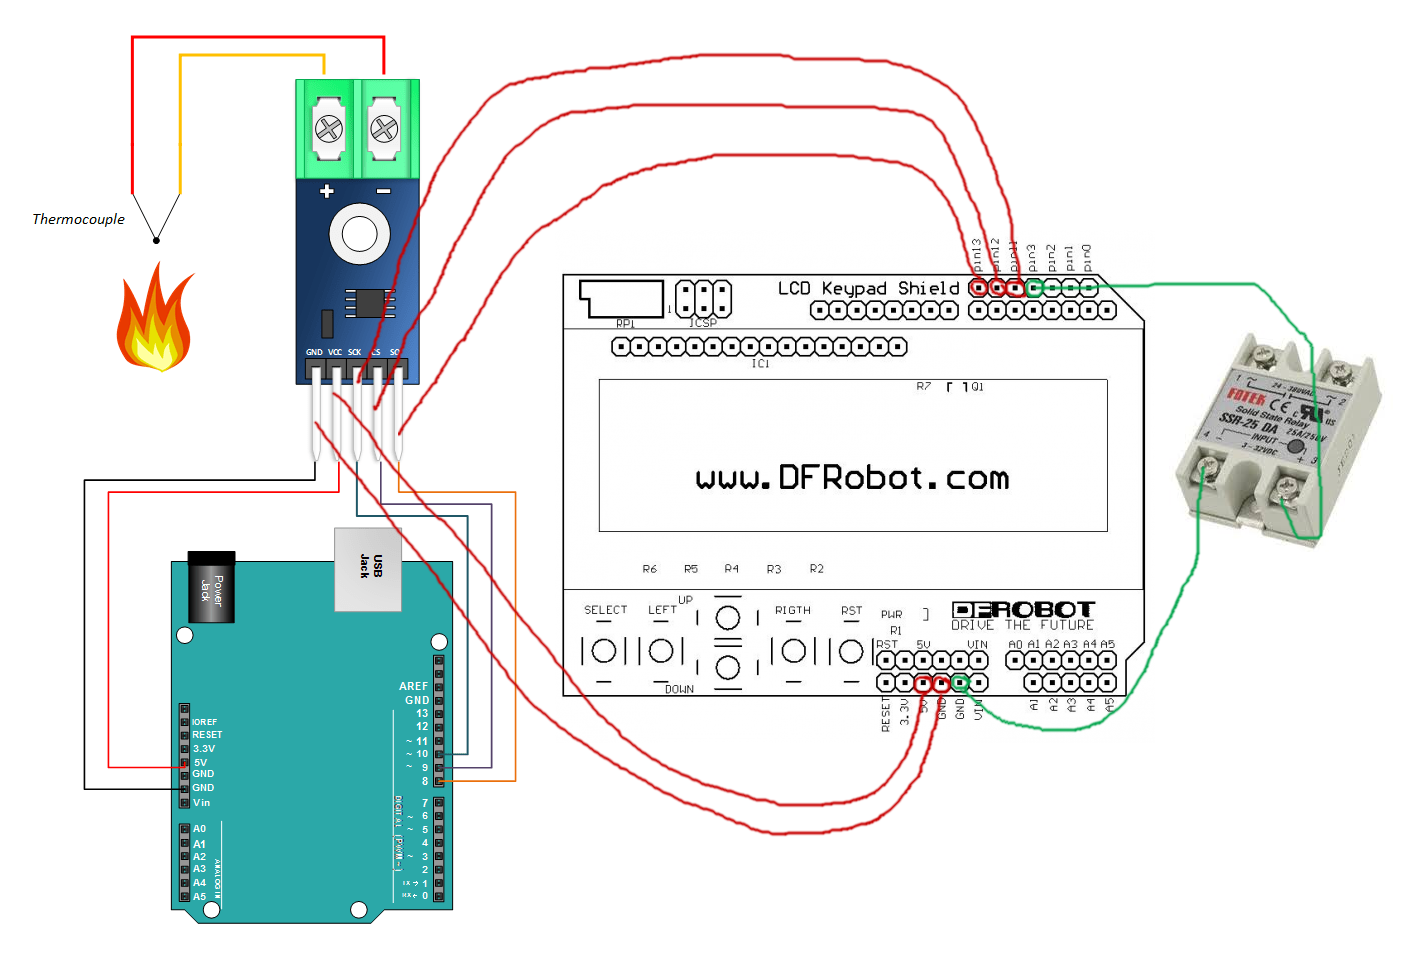 Thermocouple
+ −
GND VCC SCK CS SO
Power
Jack
USB
Jack
AREF
GND
13
12
~ 11
~ 10
~ 9
8
7
~ 6
~ 5
4
~ 3
2
TX → 1
RX ← 0
DIGITAL (PWM ~)
IOREF
RESET
3.3V
5V
GND
GND
Vin
A0
A1
A2
A3
A4
A5
ANALOG IN
pin13 pin12 pin11 pin3 pin2 pin1 pin0
LCD Keypad Shield
RP1
1
ICSP
IC1
R7
Q1
www.DFRobot.com
R6 R5 R4 R3 R2
SELECT LEFT UP RIGTH RST
DOWN
PWR
R1
DFROBOT
DRIVE THE FUTURE
RST 5V VIN A0 A1 A2 A3 A4 A5
RESET 3.3V 5V GND GND VIN A1 A2 A3 A4 A5
1 ~ 24-380VAC ~ 2
FOTEK CE c UL us
Solid State Relay
SSR-25 DA 25A/250V
4 − INPUT + 3
3-32VDC